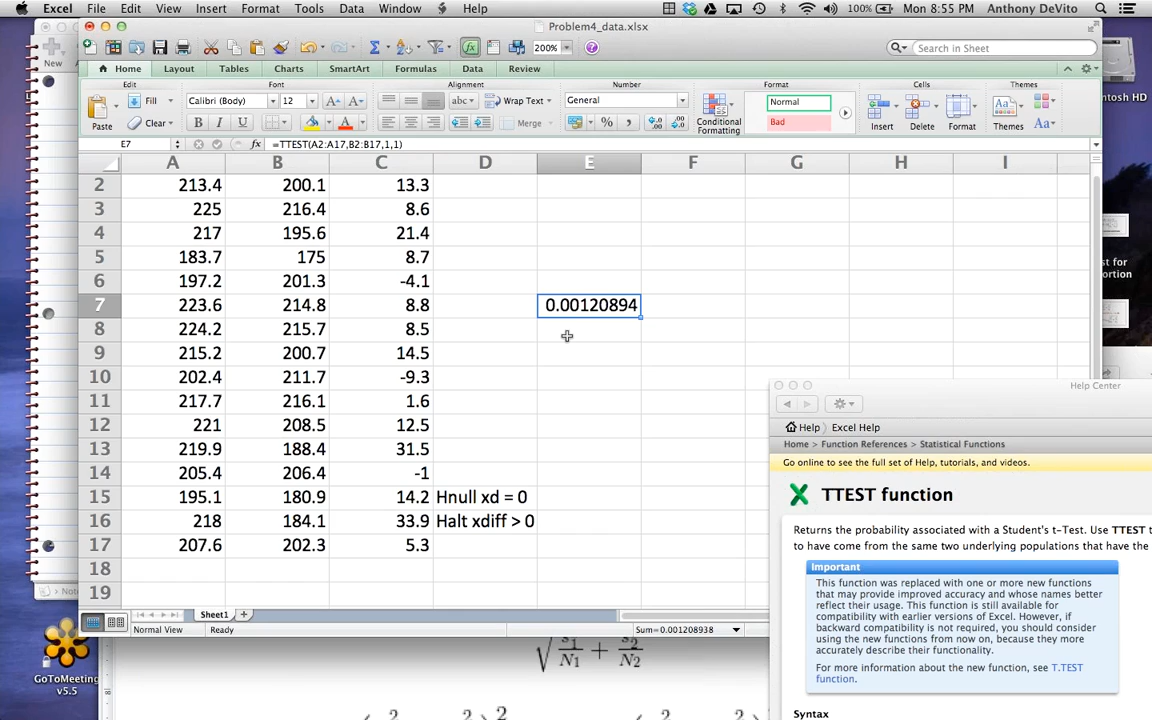 Excel File Edit View Insert Format Tools Data Window Help 100% Mon 8:55 PM Anthony DeVito
Problem4_data.xlsx
New
200%
Search in Sheet
Home Layout Tables Charts SmartArt Formulas Data Review
Edit Font Alignment Number Format Cells Themes
Paste Fill Clear Calibri (Body) 12 abc Wrap Text Merge General Conditional Formatting Normal Bad Insert Delete Format Themes Aa
E7 fx =TTEST(A2:A17,B2:B17,1,1)
A B C D E F G H I
2 213.4 200.1 13.3
3 225 216.4 8.6
4 217 195.6 21.4
5 183.7 175 8.7
6 197.2 201.3 -4.1
7 223.6 214.8 8.8 0.00120894
8 224.2 215.7 8.5
9 215.2 200.7 14.5
10 202.4 211.7 -9.3
11 217.7 216.1 1.6
12 221 208.5 12.5
13 219.9 188.4 31.5
14 205.4 206.4 -1
15 195.1 180.9 14.2 Hnull xd = 0
16 218 184.1 33.9 Halt xdiff > 0
17 207.6 202.3 5.3
18
19
Sheet1
Normal View Ready Sum=0.001208938
Help Center
Help Excel Help
Home > Function References > Statistical Functions
Go online to see the full set of Help, tutorials, and videos.
TTEST function
Returns the probability associated with a Student's t-Test. Use TTEST t
to have come from the same two underlying populations that have the
Important
This function was replaced with one or more new functions
that may provide improved accuracy and whose names better
reflect their usage. This function is still available for
compatibility with earlier versions of Excel. However, if
backward compatibility is not required, you should consider
using the new functions from now on, because they more
accurately describe their functionality.
For more information about the new function, see T.TEST
function.
Syntax
GoToMeeting
v5.5